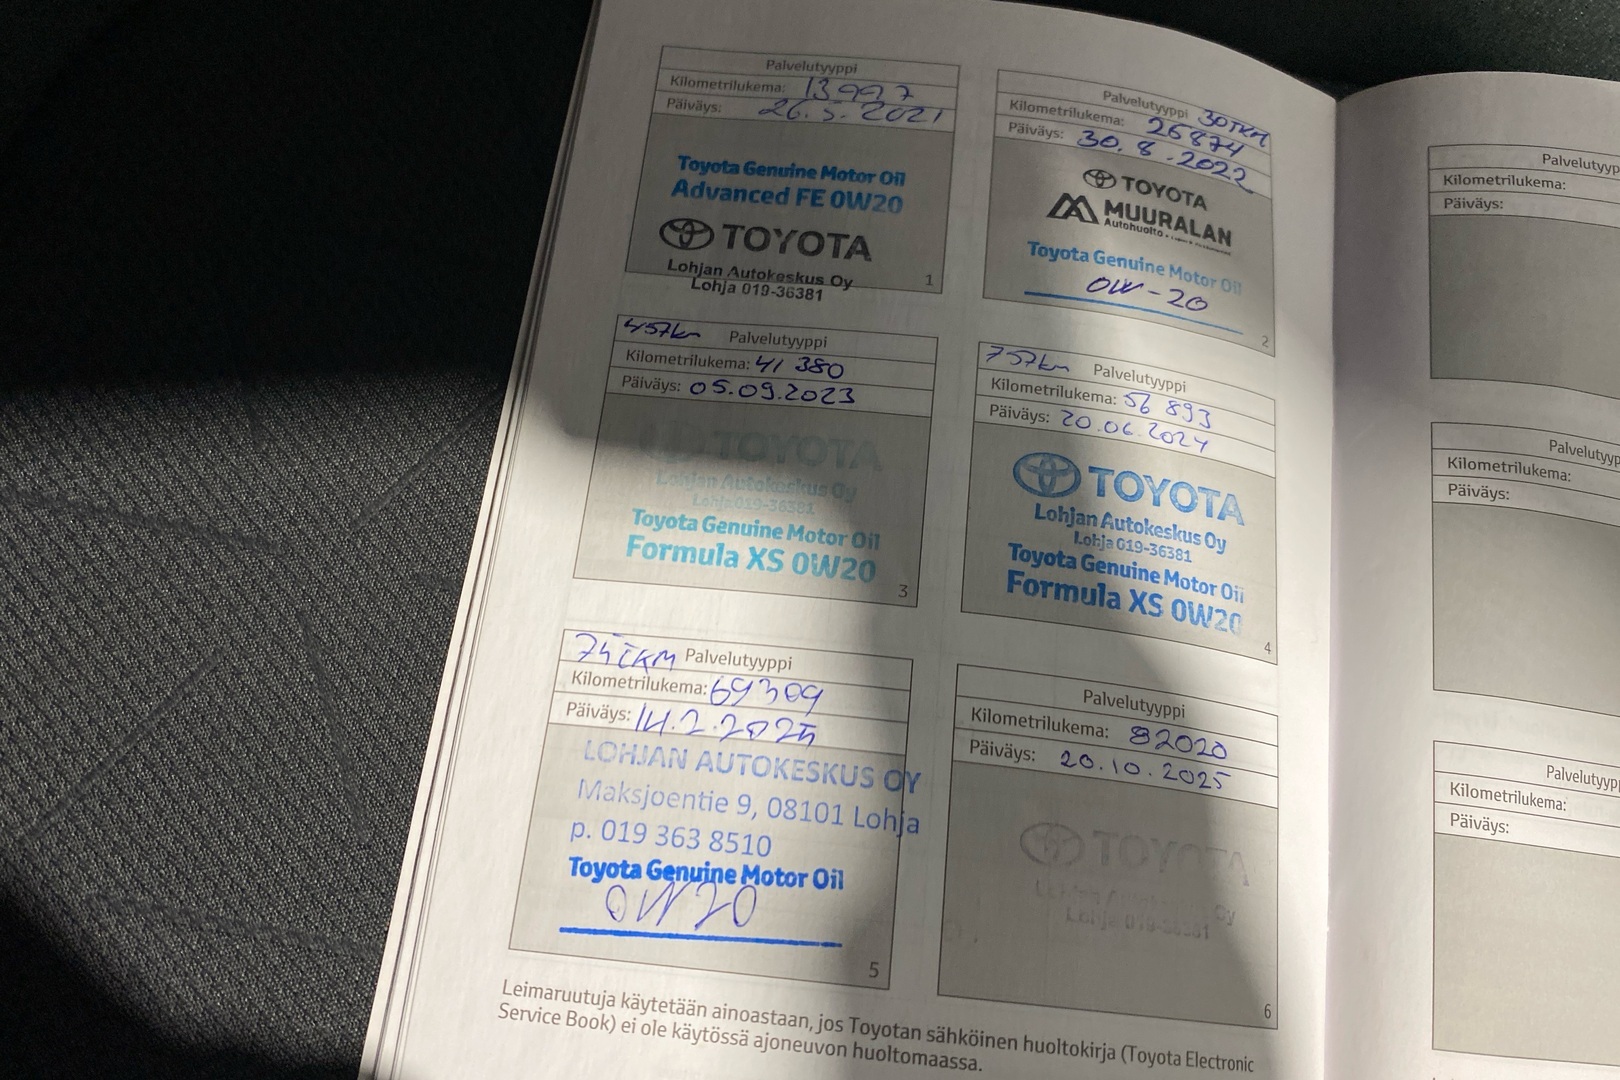 Palvelutyyppi
Kilometrilukema: 13997
Päiväys: 26.5.2021
Toyota Genuine Motor Oil
Advanced FE 0W20
TOYOTA
Lohjan Autokeskus Oy
Lohja 019-36381
1
Palvelutyyppi 30TKM
Kilometrilukema: 26874
Päiväys: 30.8.2022
TOYOTA
MUURALAN
Autohuolto
Toyota Genuine Motor Oil
0W-20
2
Palvelutyyppi
Kilometrilukema: 41 380
Päiväys: 05.09.2023
TOYOTA
Lohjan Autokeskus Oy
Lohja 019-36381
Toyota Genuine Motor Oil
Formula XS 0W20
3
Palvelutyyppi
Kilometrilukema: 56 893
Päiväys: 20.06.2024
TOYOTA
Lohjan Autokeskus Oy
Lohja 019-36381
Toyota Genuine Motor Oil
Formula XS 0W20
4
Palvelutyyppi
Kilometrilukema: 69309
Päiväys: 14.2.2025
LOHJAN AUTOKESKUS OY
Maksjoentie 9, 08101 Lohja
p. 019 363 8510
Toyota Genuine Motor Oil
0W20
5
Palvelutyyppi
Kilometrilukema: 82020
Päiväys: 20.10.2025
TOYOTA
Lohjan Autokeskus Oy
Lohja 019-36381
6
Leimaruutuja käytetään ainoastaan, jos Toyotan sähköinen huoltokirja (Toyota Electronic
Service Book) ei ole käytössä ajoneuvon huoltomaassa.
Kilometrilukema:
Päiväys:
Kilometrilukema:
Päiväys:
Kilometrilukema:
Päiväys: